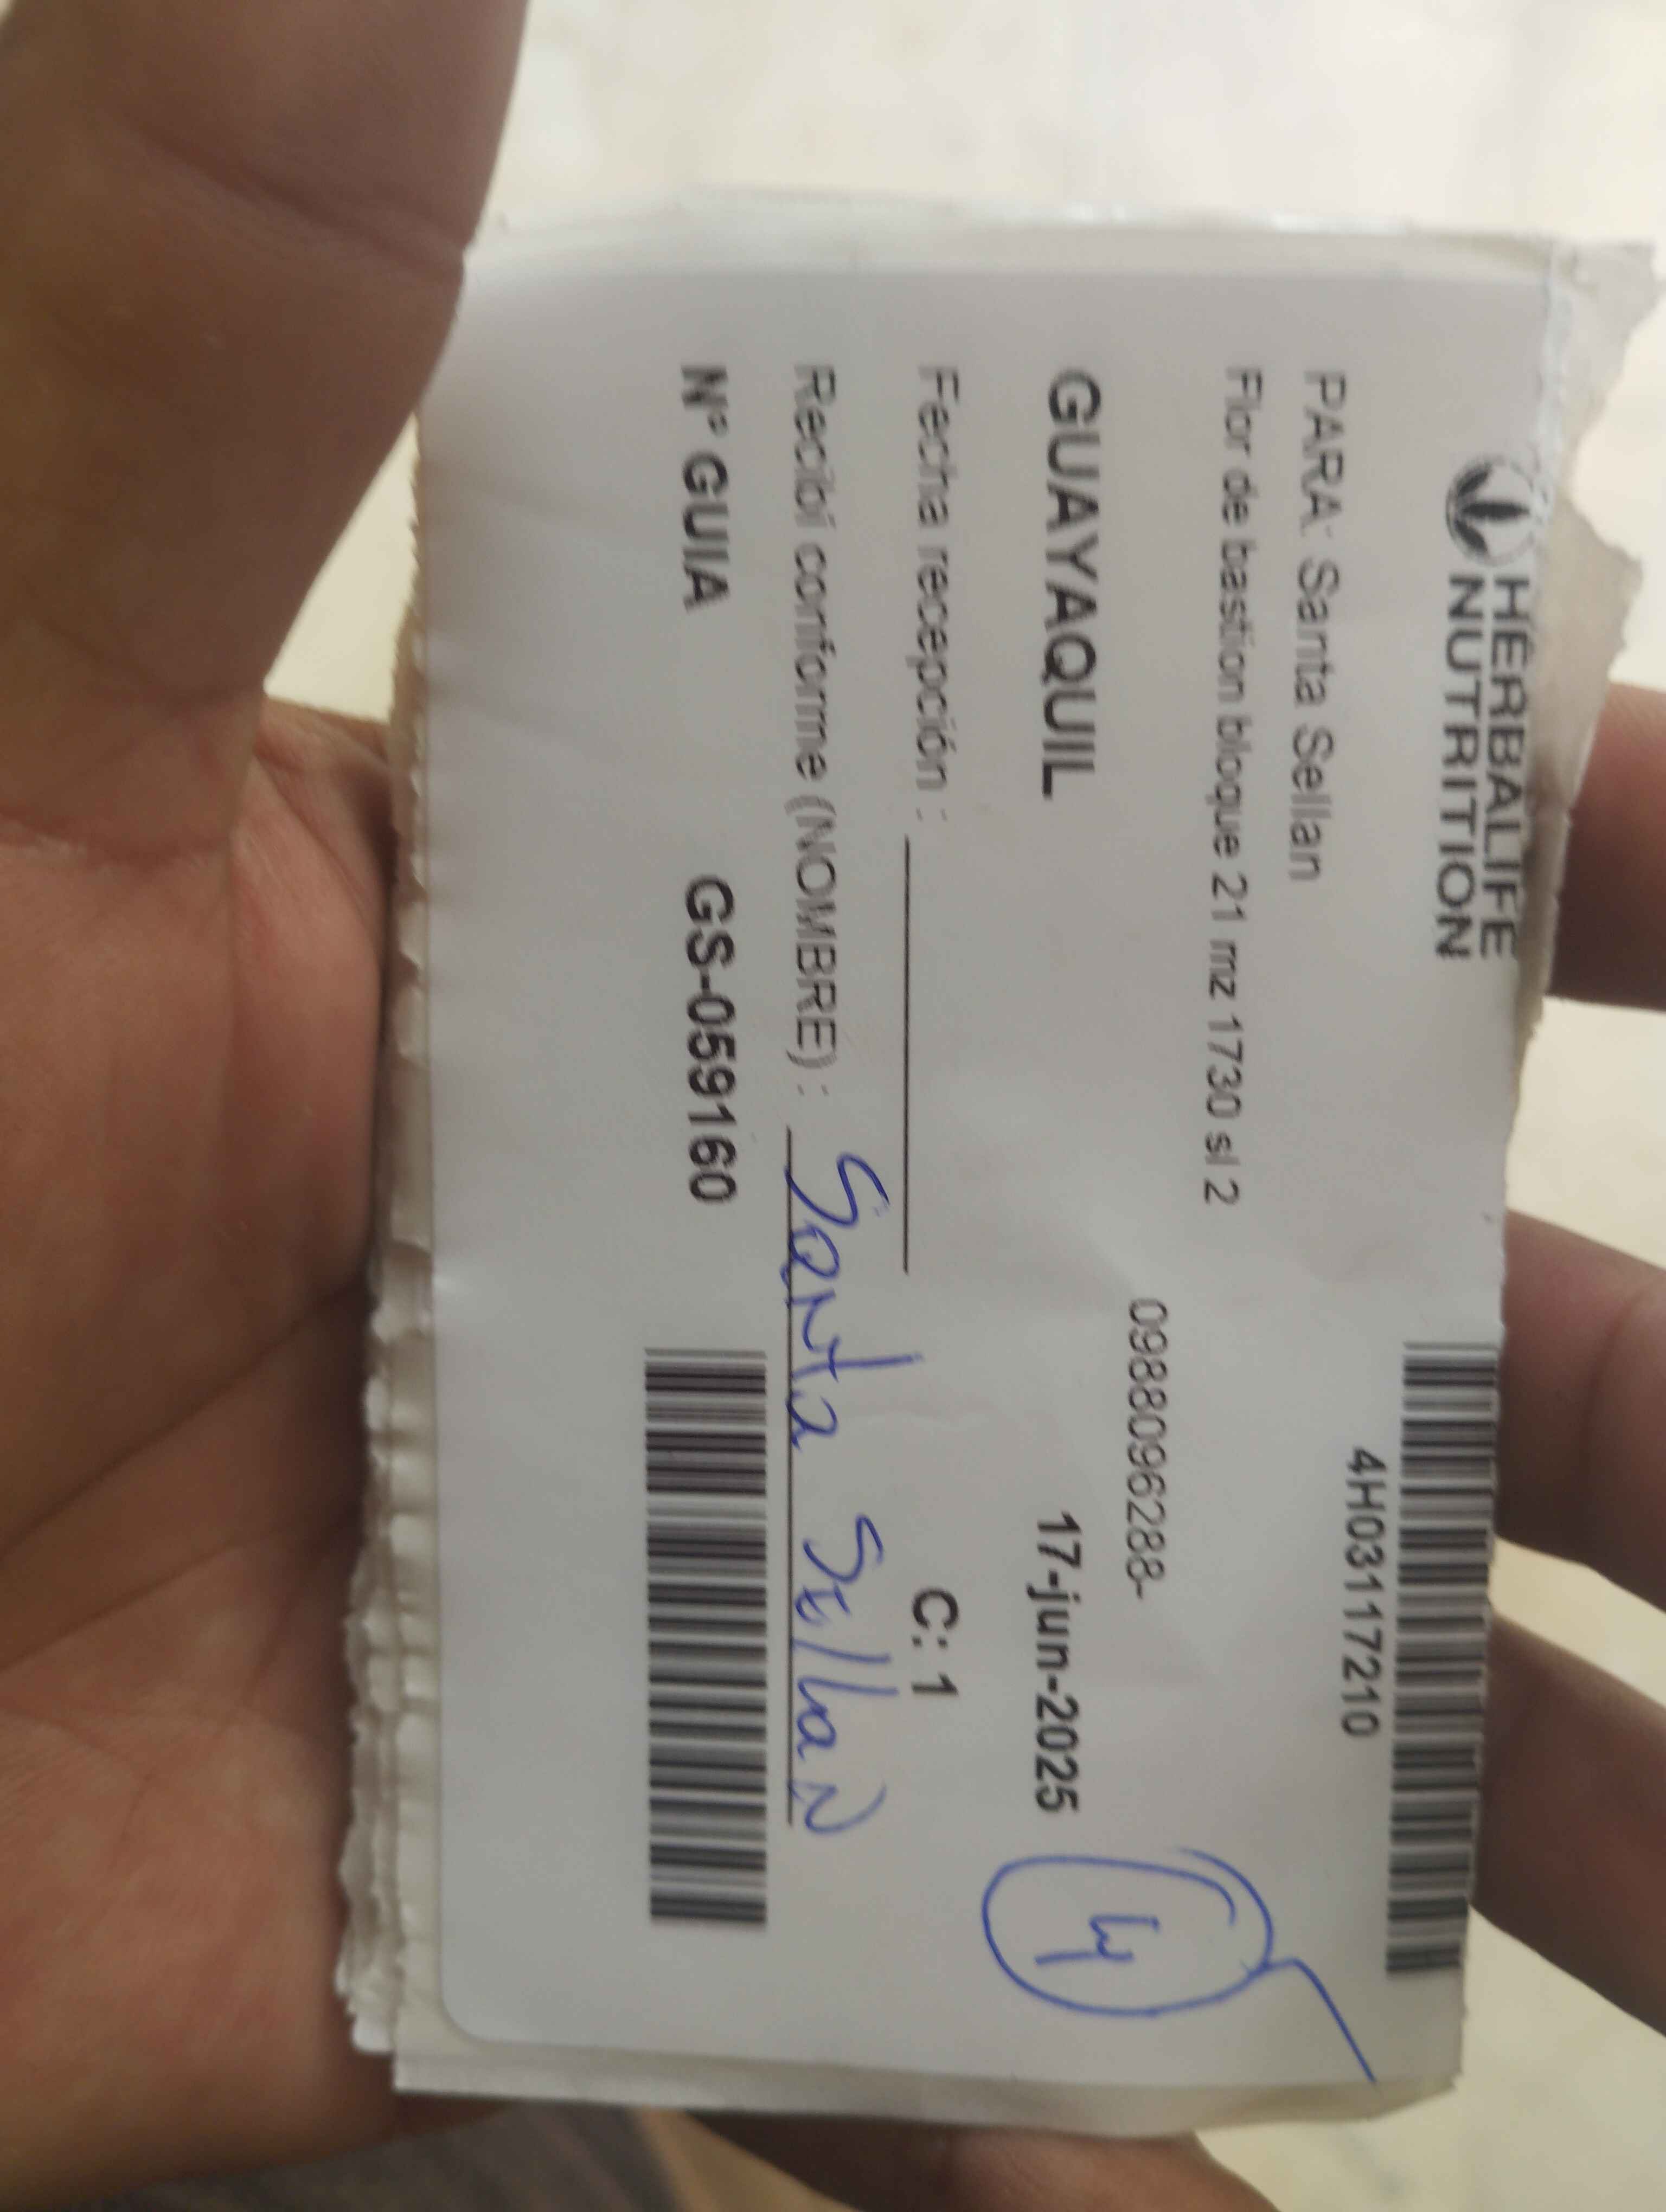 HERBALIFE
NUTRITION
4H03117210
PARA: Santa Sellan
Flor de bastion bloque 21 mz 1730 sl 2
0988096288-
GUAYAQUIL 17-jun-2025
4
Fecha recepción : C: 1
Recibí conforme (NOMBRE) : Santa Sellan
Nº GUIA GS-059160